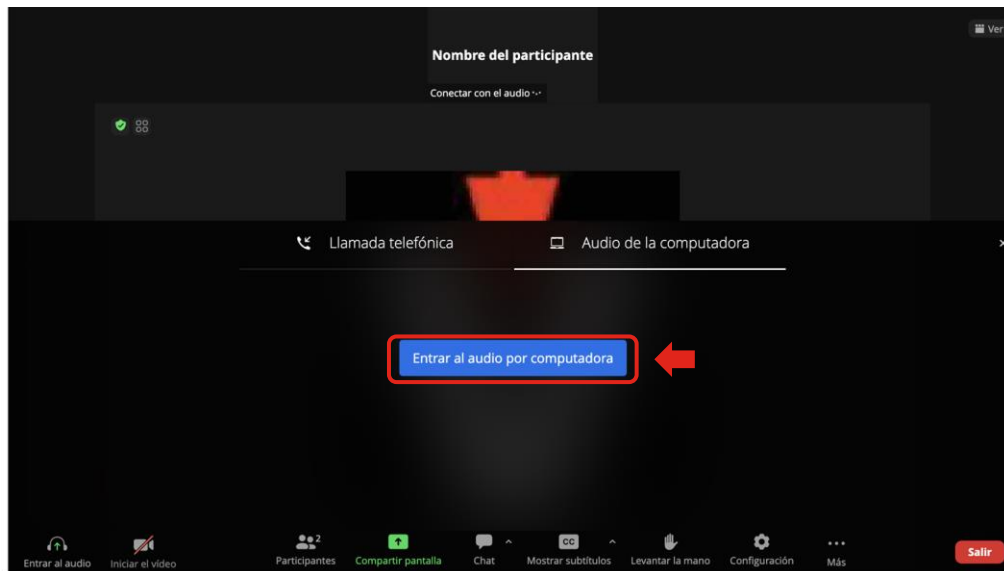 Ver
Nombre del participante
Conectar con el audio
Llamada telefónica
Audio de la computadora
Entrar al audio por computadora
Entrar al audio
Iniciar el vídeo
2
Participantes
Compartir pantalla
Chat
CC
Mostrar subtítulos
Levantar la mano
Configuración
Más
Salir